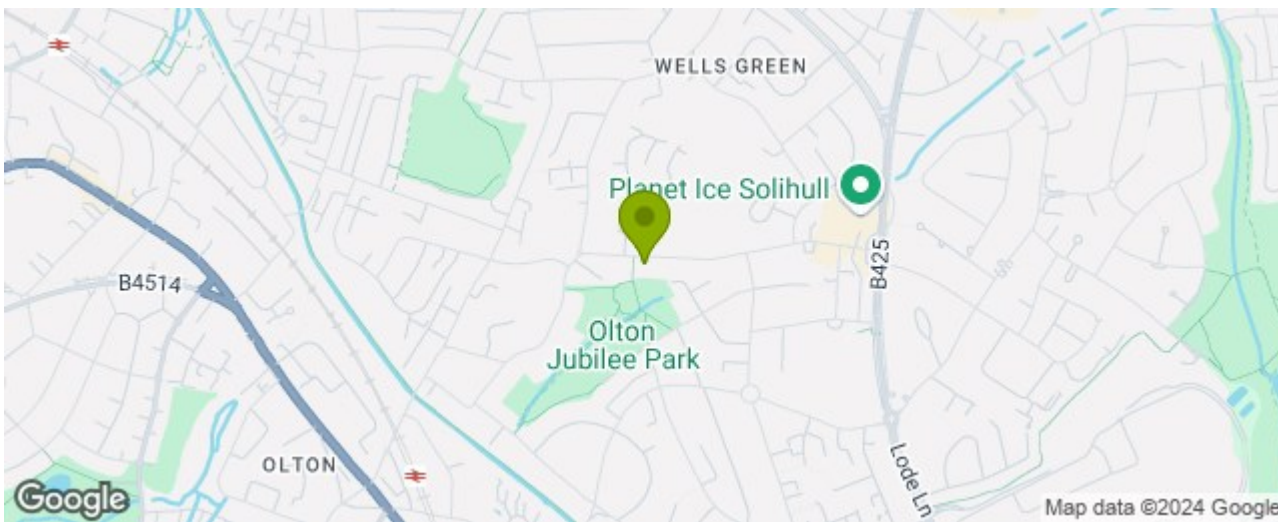 WELLS GREEN
Planet Ice Solihull
B425
B4514
Olton
Jubilee Park
OLTON
Lode Ln
Google
Map data ©2024 Google